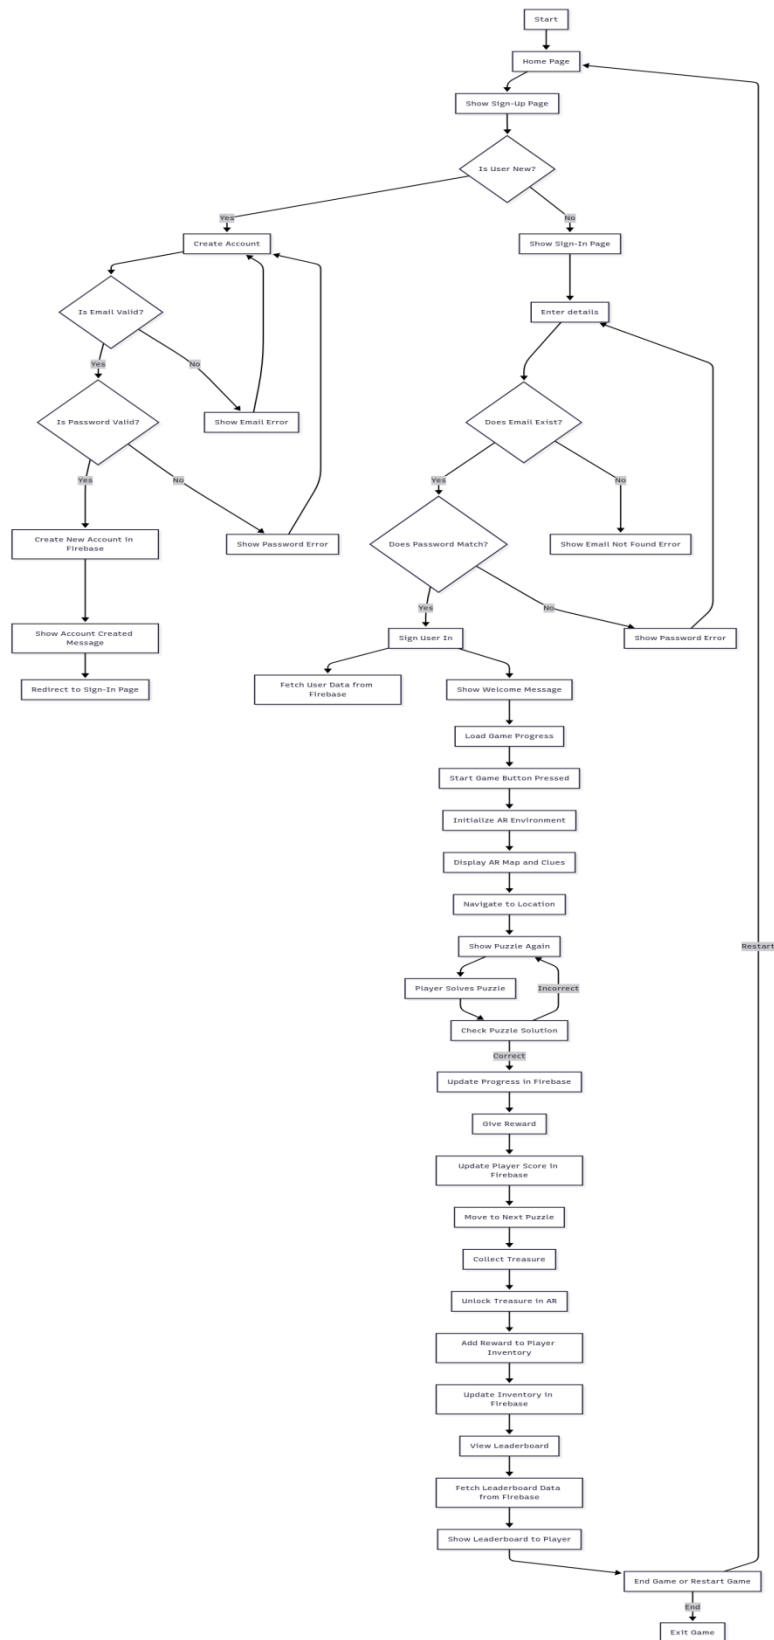 Start
Home Page
Show Sign-Up Page
Is User New?
Yes
No
Create Account
Show Sign-In Page
Is Email Valid?
Enter details
Yes
No
Is Password Valid?
Show Email Error
Does Email Exist?
Yes
No
Yes
No
Create New Account in
Firebase
Show Password Error
Does Password Match?
Show Email Not Found Error
Yes
No
Show Account Created
Message
Sign User In
Show Password Error
Redirect to Sign-In Page
Fetch User Data from
Firebase
Show Welcome Message
Load Game Progress
Start Game Button Pressed
Initialize AR Environment
Display AR Map and Clues
Navigate to Location
Show Puzzle Again
Restart
Player Solves Puzzle
Incorrect
Check Puzzle Solution
Correct
Update Progress in Firebase
Give Reward
Update Player Score in
Firebase
Move to Next Puzzle
Collect Treasure
Unlock Treasure in AR
Add Reward to Player
Inventory
Update Inventory in
Firebase
View Leaderboard
Fetch Leaderboard Data
from Firebase
Show Leaderboard to Player
End Game or Restart Game
End
Exit Game